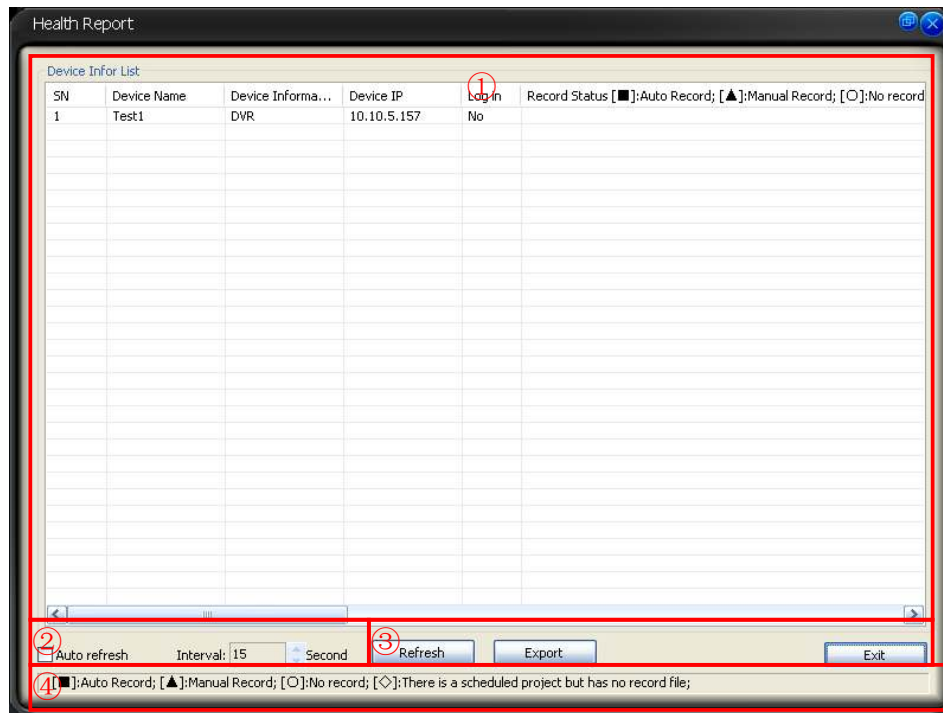 Health Report
Device Infor List
①
SN Device Name Device Informa... Device IP Log in Record Status [■]:Auto Record; [▲]:Manual Record; [○]:No record
1 Test1 DVR 10.10.5.157 No
② ③
Auto refresh Interval: 15 Second Refresh Export Exit
④ [■]:Auto Record; [▲]:Manual Record; [○]:No record; [◇]:There is a scheduled project but has no record file;